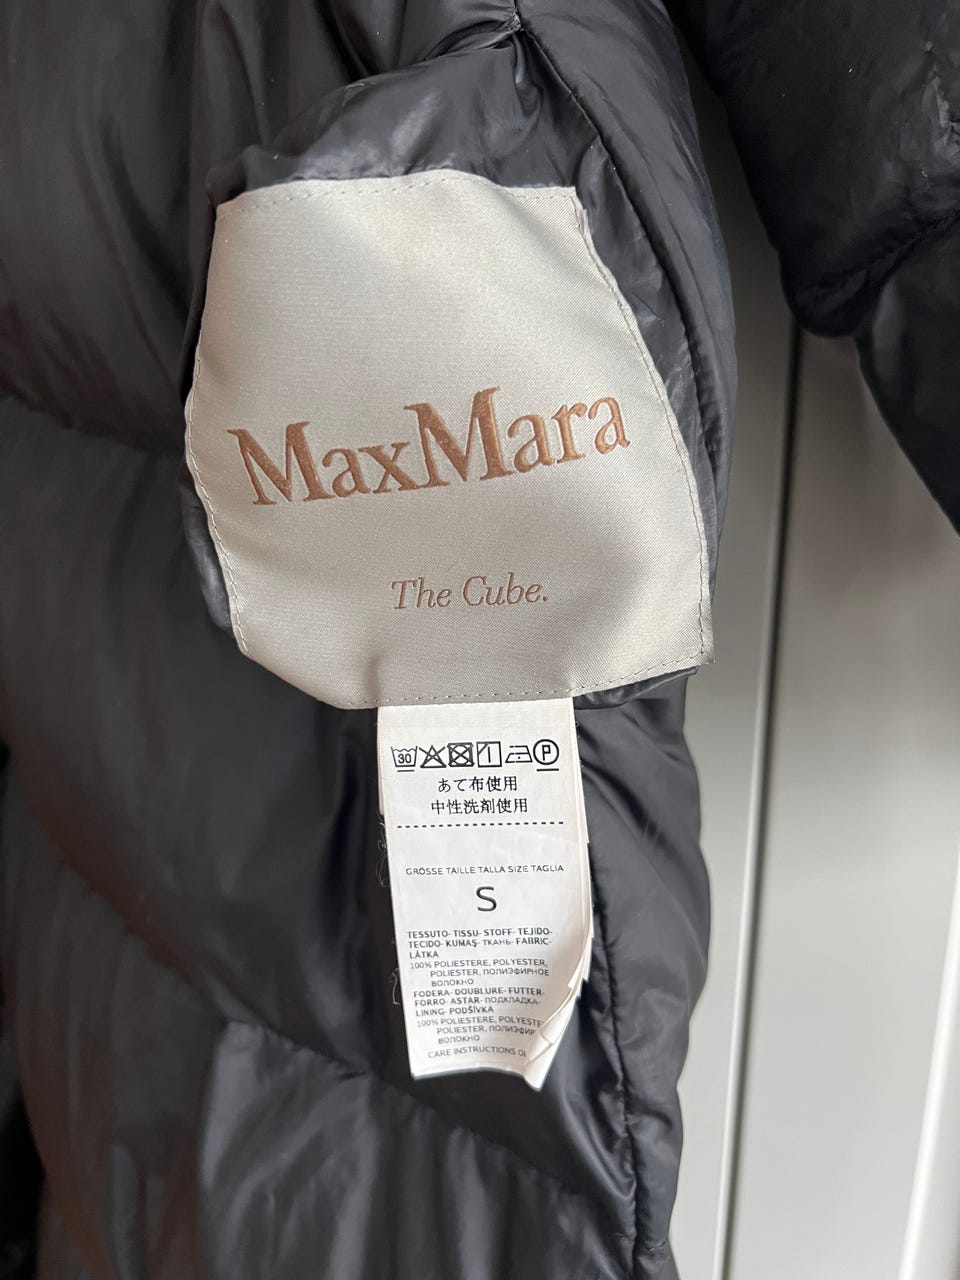 MaxMara
The Cube.
30 P
あて布使用
中性洗剤使用
GRÖSSE TAILLE TALLA SIZE TAGLIA
S
TESSUTO- TISSU- STOFF- TEJIDO-
TECIDO- KUMAŞ- ТКАНЬ- FABRIC-
LÁTKA
100% POLIESTERE, POLYESTER,
POLIESTER, ПОЛИЭФИРНОЕ
ВОЛОКНО
FODERA- DOUBLURE- FUTTER-
FORRO- ASTAR- ПОДКЛАДКА-
LINING- PODŠÍVKA
100% POLIESTERE, POLYESTE
POLIESTER, ПОЛИЭФИР
ВОЛОКНО
CARE INSTRUCTIONS